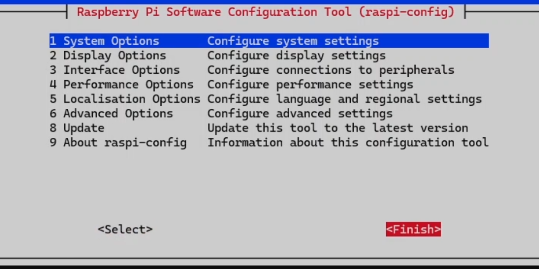 Raspberry Pi Software Configuration Tool (raspi-config)
1 System Options Configure system settings
2 Display Options Configure display settings
3 Interface Options Configure connections to peripherals
4 Performance Options Configure performance settings
5 Localisation Options Configure language and regional settings
6 Advanced Options Configure advanced settings
8 Update Update this tool to the latest version
9 About raspi-config Information about this configuration tool
<Select> <Finish>